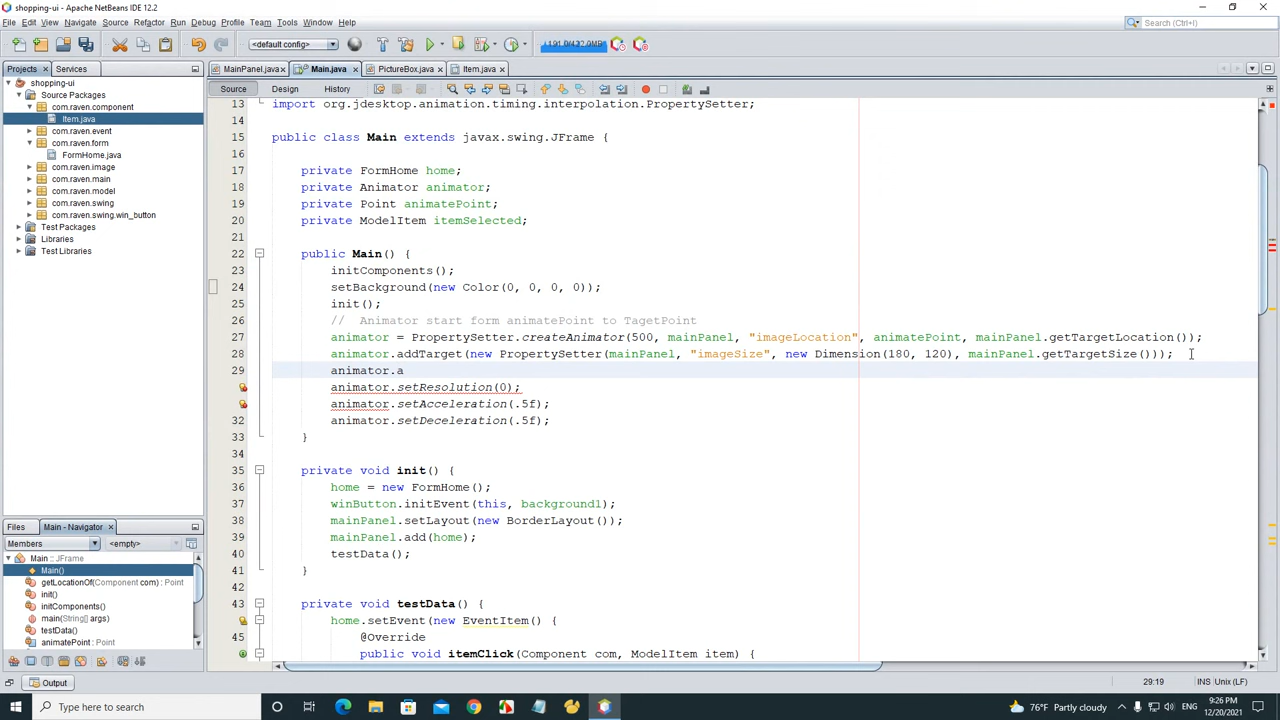 shopping-ui - Apache NetBeans IDE 12.2
File Edit View Navigate Source Refactor Run Debug Profile Team Tools Window Help
Search (Ctrl+I)
<default config>
Projects Services
MainPanel.java Main.java PictureBox.java Item.java
Source Design History
shopping-ui
Source Packages
com.raven.component
Item.java
com.raven.event
com.raven.form
FormHome.java
com.raven.image
com.raven.main
com.raven.model
com.raven.swing
com.raven.swing.win_button
Test Packages
Libraries
Test Libraries
13 import org.jdesktop.animation.timing.interpolation.PropertySetter;
14
15 public class Main extends javax.swing.JFrame {
16
17 private FormHome home;
18 private Animator animator;
19 private Point animatePoint;
20 private ModelItem itemSelected;
21
22 public Main() {
23 initComponents();
24 setBackground(new Color(0, 0, 0, 0));
25 init();
26 // Animator start form animatePoint to TagetPoint
27 animator = PropertySetter.createAnimator(500, mainPanel, "imageLocation", animatePoint, mainPanel.getTargetLocation());
28 animator.addTarget(new PropertySetter(mainPanel, "imageSize", new Dimension(180, 120), mainPanel.getTargetSize()));
29 animator.a
animator.setResolution(0);
animator.setAcceleration(.5f);
32 animator.setDeceleration(.5f);
33 }
34
35 private void init() {
36 home = new FormHome();
37 winButton.initEvent(this, background1);
38 mainPanel.setLayout(new BorderLayout());
39 mainPanel.add(home);
40 testData();
41 }
42
43 private void testData() {
44 home.setEvent(new EventItem() {
45 @Override
public void itemClick(Component com, ModelItem item) {
Files Main - Navigator
Members <empty>
Main :: JFrame
Main()
getLocationOf(Component com) : Point
init()
initComponents()
main(String[] args)
testData()
animatePoint : Point
Output
29:19 INS Unix (LF)
Type here to search
76°F Partly cloudy ENG 9:26 PM
12/20/2021